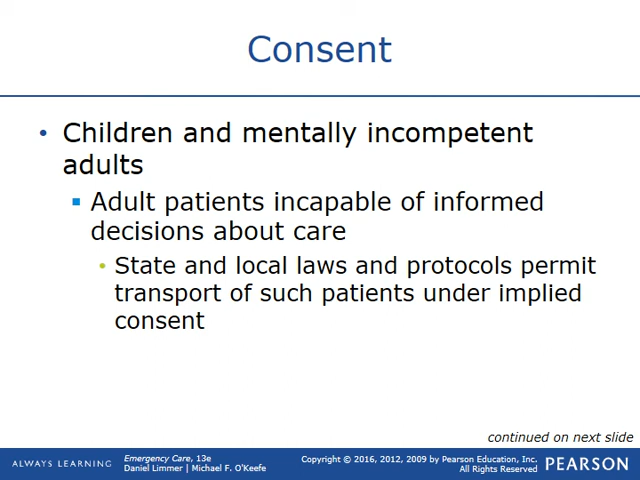 Consent
• Children and mentally incompetent
adults
▪ Adult patients incapable of informed
decisions about care
• State and local laws and protocols permit
transport of such patients under implied
consent
continued on next slide
ALWAYS LEARNING
Emergency Care, 13e
Daniel Limmer | Michael F. O'Keefe
Copyright © 2016, 2012, 2009 by Pearson Education, Inc.
All Rights Reserved
PEARSON